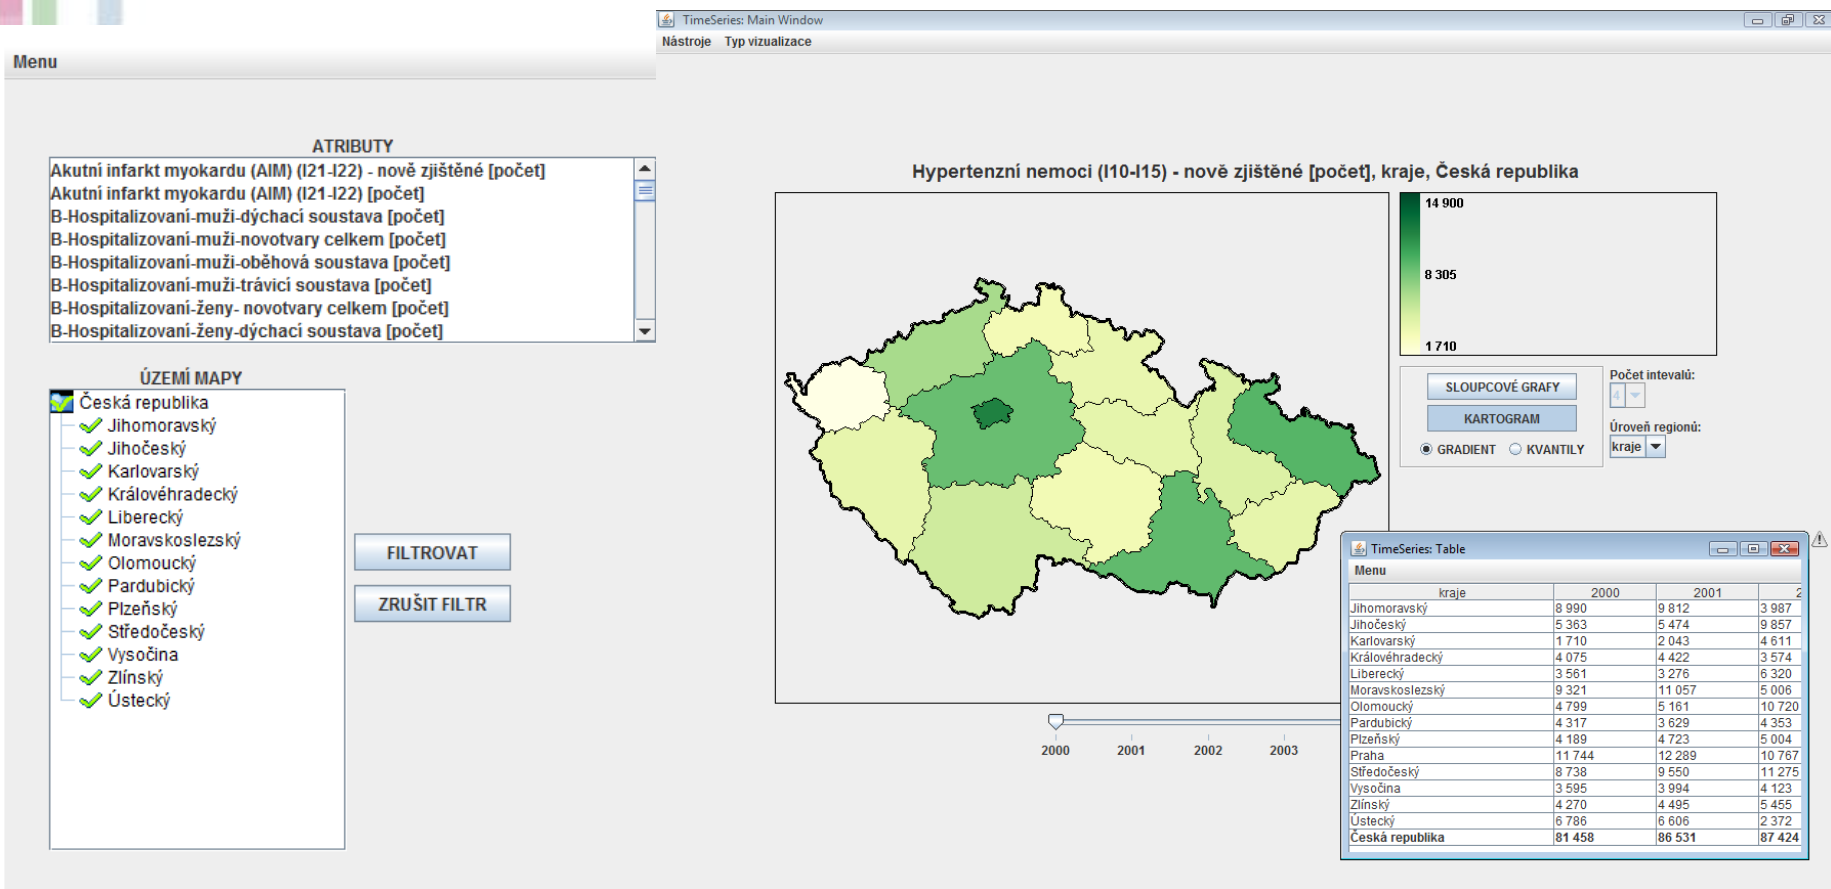 Menu
ATRIBUTY
Akutní infarkt myokardu (AIM) (I21-I22) - nově zjištěné [počet]
Akutní infarkt myokardu (AIM) (I21-I22) [počet]
B-Hospitalizovaní-muži-dýchací soustava [počet]
B-Hospitalizovaní-muži-novotvary celkem [počet]
B-Hospitalizovaní-muži-oběhová soustava [počet]
B-Hospitalizovaní-muži-trávicí soustava [počet]
B-Hospitalizovaní-ženy- novotvary celkem [počet]
B-Hospitalizovaní-ženy-dýchací soustava [počet]
ÚZEMÍ MAPY
Česká republika
Jihomoravský
Jihočeský
Karlovarský
Královéhradecký
Liberecký
Moravskoslezský
Olomoucký
Pardubický
Plzeňský
Středočeský
Vysočina
Zlínský
Ústecký
FILTROVAT
ZRUŠIT FILTR
TimeSeries: Main Window
Nástroje Typ vizualizace
Hypertenzní nemoci (I10-I15) - nově zjištěné [počet], kraje, Česká republika
14 900
8 305
1 710
SLOUPCOVÉ GRAFY
KARTOGRAM
GRADIENT KVANTILY
Počet intevalů:
4
Úroveň regionů:
kraje
2000 2001 2002 2003
TimeSeries: Table
Menu
kraje 2000 2001 2
Jihomoravský 8 990 9 812 3 987
Jihočeský 5 363 5 474 9 857
Karlovarský 1 710 2 043 4 611
Královéhradecký 4 075 4 422 3 574
Liberecký 3 561 3 276 6 320
Moravskoslezský 9 321 11 057 5 006
Olomoucký 4 799 5 161 10 720
Pardubický 4 317 3 629 4 353
Plzeňský 4 189 4 723 5 004
Praha 11 744 12 289 10 767
Středočeský 8 738 9 550 11 275
Vysočina 3 595 3 994 4 123
Zlínský 4 270 4 495 5 455
Ústecký 6 786 6 606 2 372
Česká republika 81 458 86 531 87 424